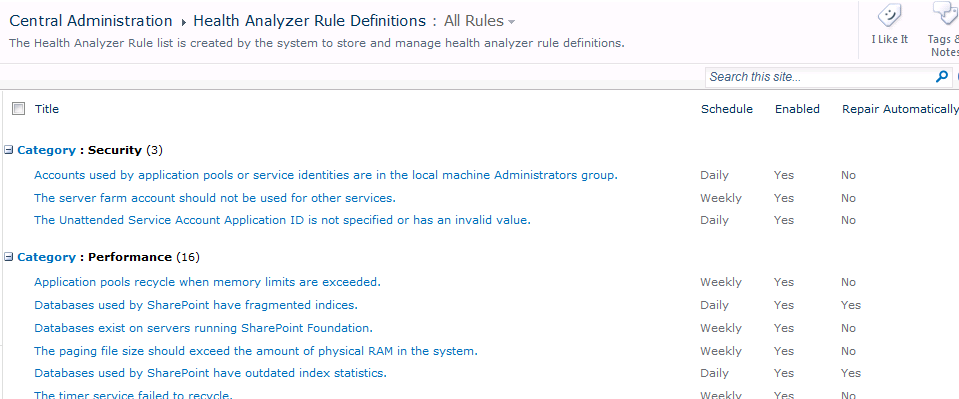 Central Administration ▸ Health Analyzer Rule Definitions : All Rules
The Health Analyzer Rule list is created by the system to store and manage health analyzer rule definitions.
I Like It
Tags &
Notes
Search this site...
Title Schedule Enabled Repair Automatically
Category : Security (3)
Accounts used by application pools or service identities are in the local machine Administrators group. Daily Yes No
The server farm account should not be used for other services. Weekly Yes No
The Unattended Service Account Application ID is not specified or has an invalid value. Daily Yes No
Category : Performance (16)
Application pools recycle when memory limits are exceeded. Weekly Yes No
Databases used by SharePoint have fragmented indices. Daily Yes Yes
Databases exist on servers running SharePoint Foundation. Weekly Yes No
The paging file size should exceed the amount of physical RAM in the system. Weekly Yes No
Databases used by SharePoint have outdated index statistics. Daily Yes Yes
The timer service failed to recycle. Weekly Yes No